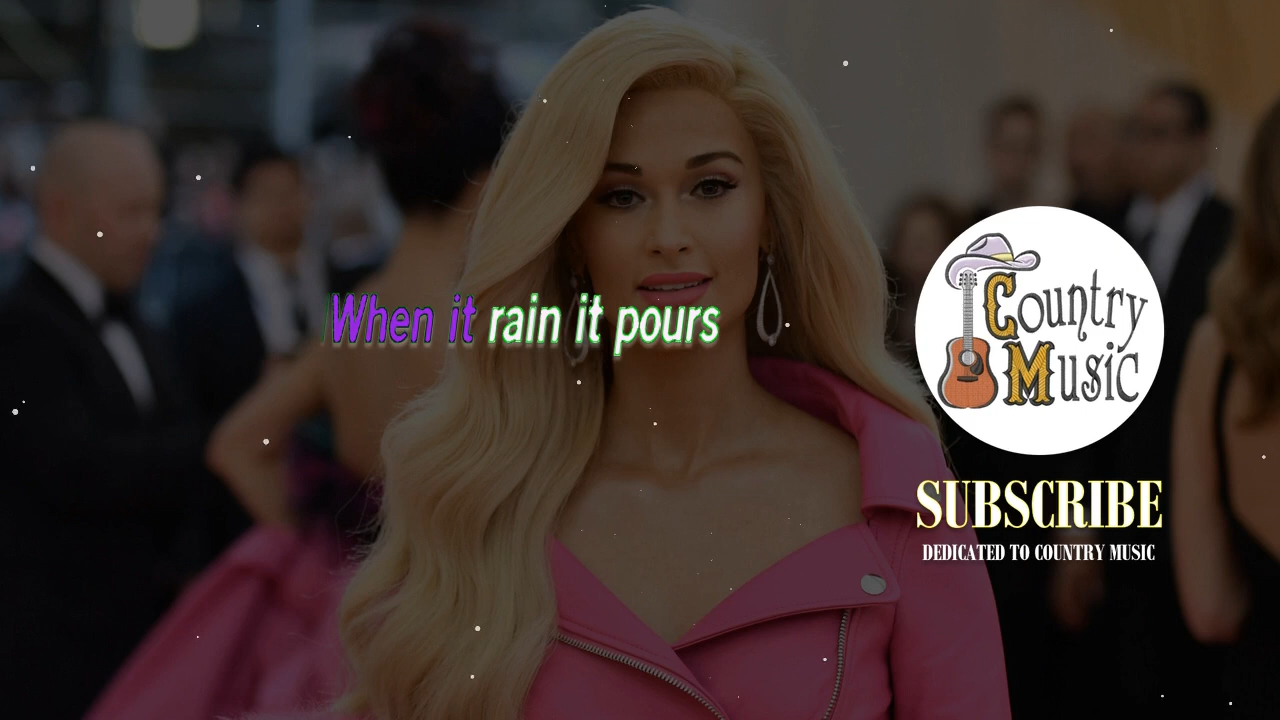 When it rain it pours
Country
Music
SUBSCRIBE
DEDICATED TO COUNTRY MUSIC